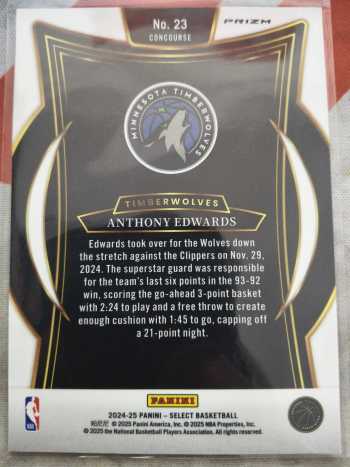 No. 23
CONCOURSE
PRIZM
MINNESOTA TIMBERWOLVES
TIMBERWOLVES
ANTHONY EDWARDS
Edwards took over for the Wolves down
the stretch against the Clippers on Nov. 29,
2024. The superstar guard was responsible
for the team's last six points in the 93-92
win, scoring the go-ahead 3-point basket
with 2:24 to play and a free throw to create
enough cushion with 1:45 to go, capping off
a 21-point night.
PANINI
2024-25 PANINI – SELECT BASKETBALL
© 2025 Panini America, Inc. © 2025 NBA Properties, Inc.
© 2025 the National Basketball Players Association. All rights reserved.
NBA